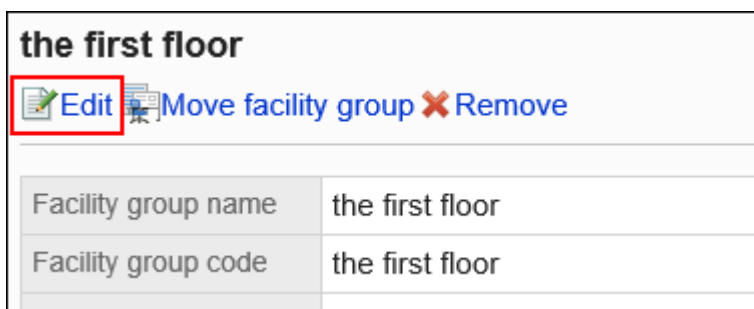 the first floor
Edit Move facility group Remove
Facility group name the first floor
Facility group code the first floor